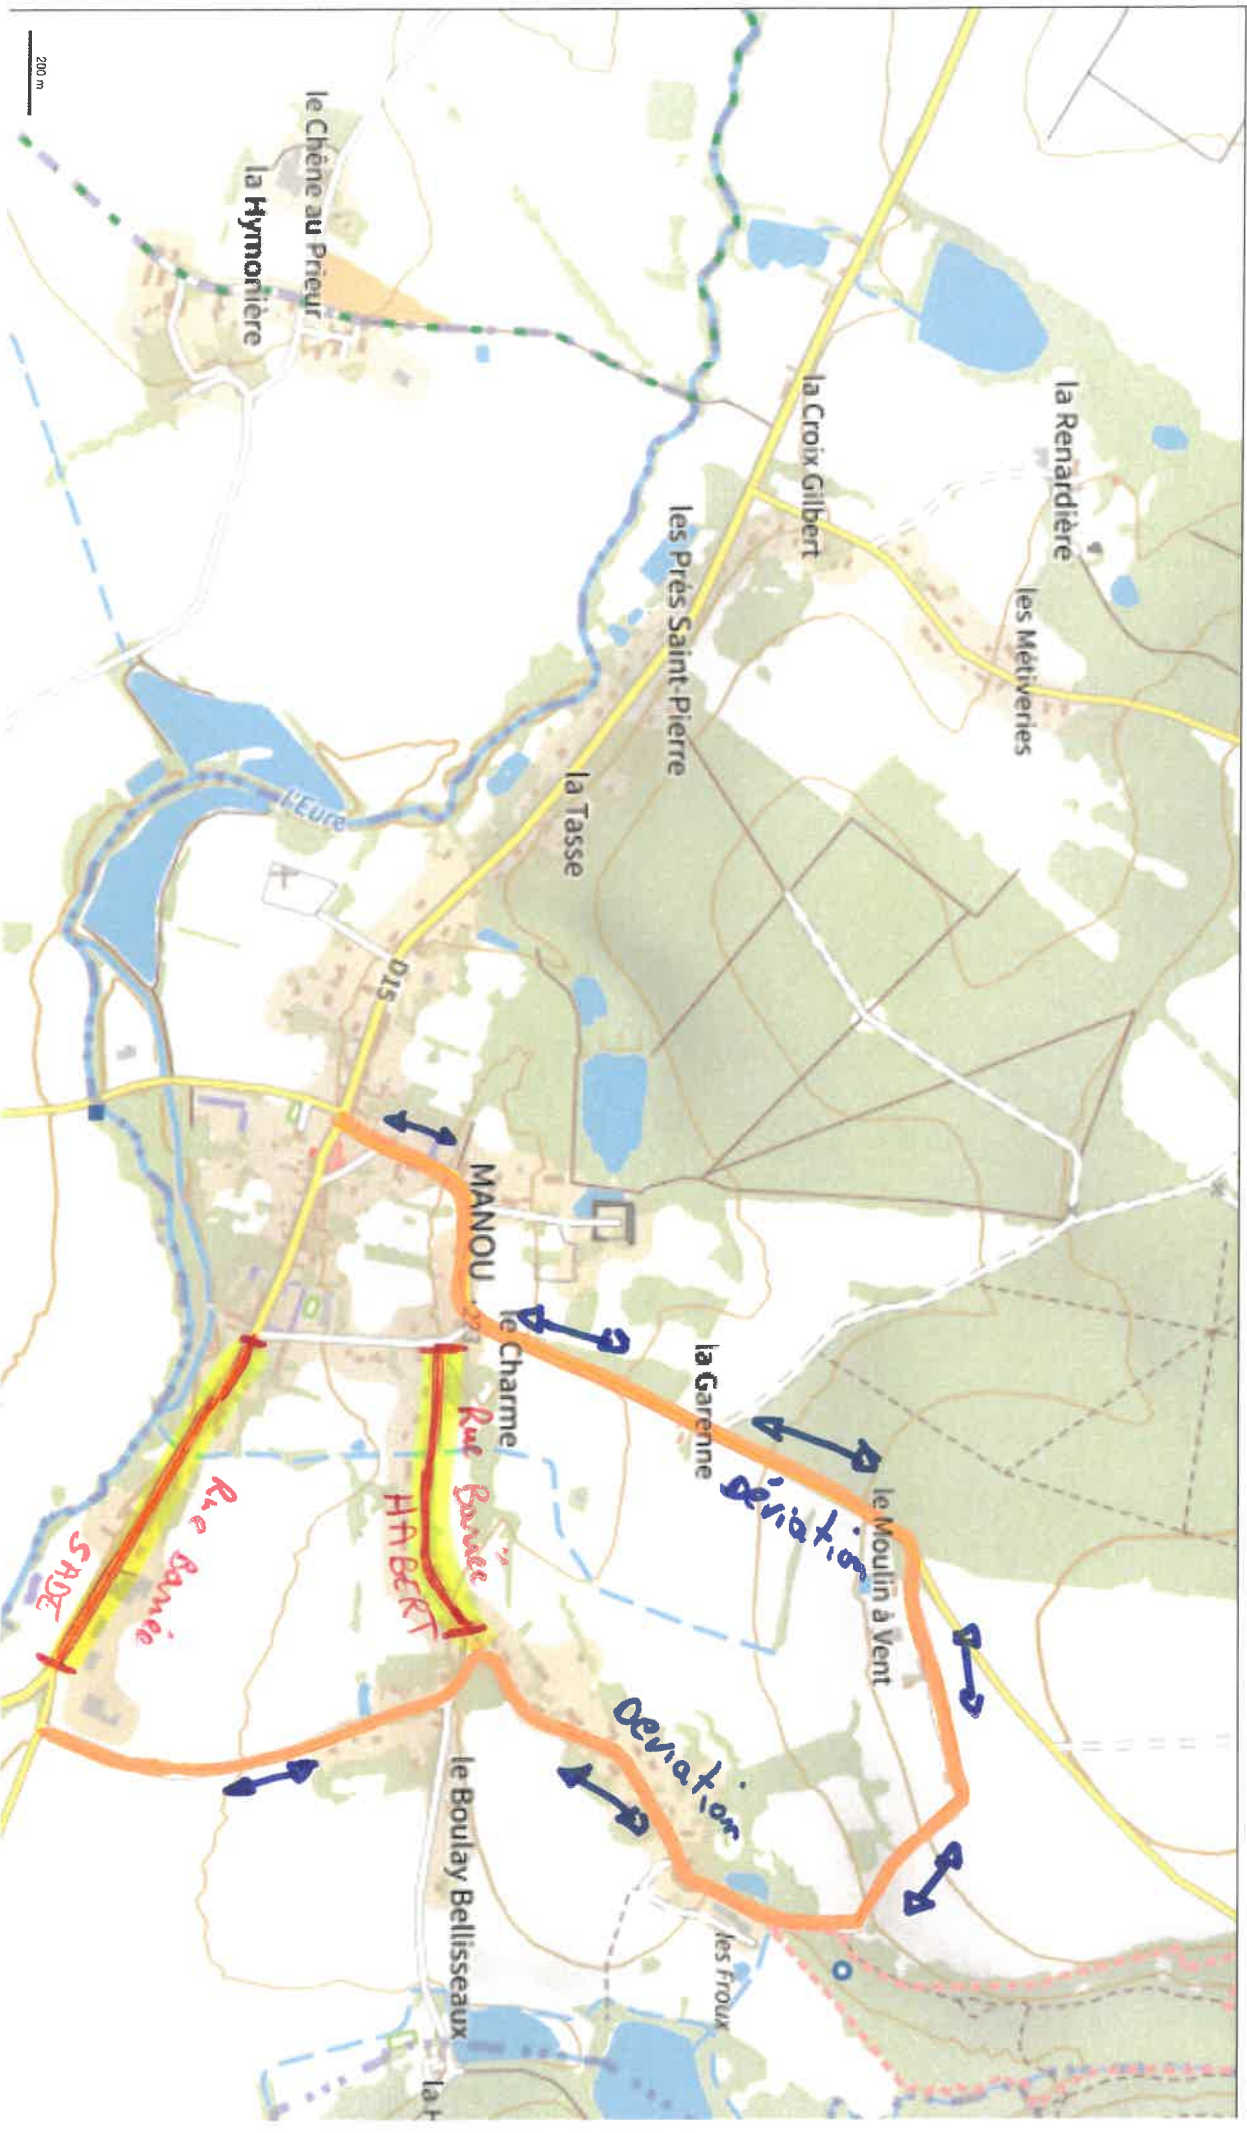 200 m
le Chêne au Prieur
la Hymonière
la Renardière
la Croix Gilbert
les Métiveries
les Prés Saint-Pierre
la Tasse
l'Eure
D15
MANOU
le Charme
la Garenne
le Moulin à Vent
Déviation
Rue Barrée
HABERT
Rue Barrée
SADE
Deviation
le Boulay Bellisseaux
les Froux
la H